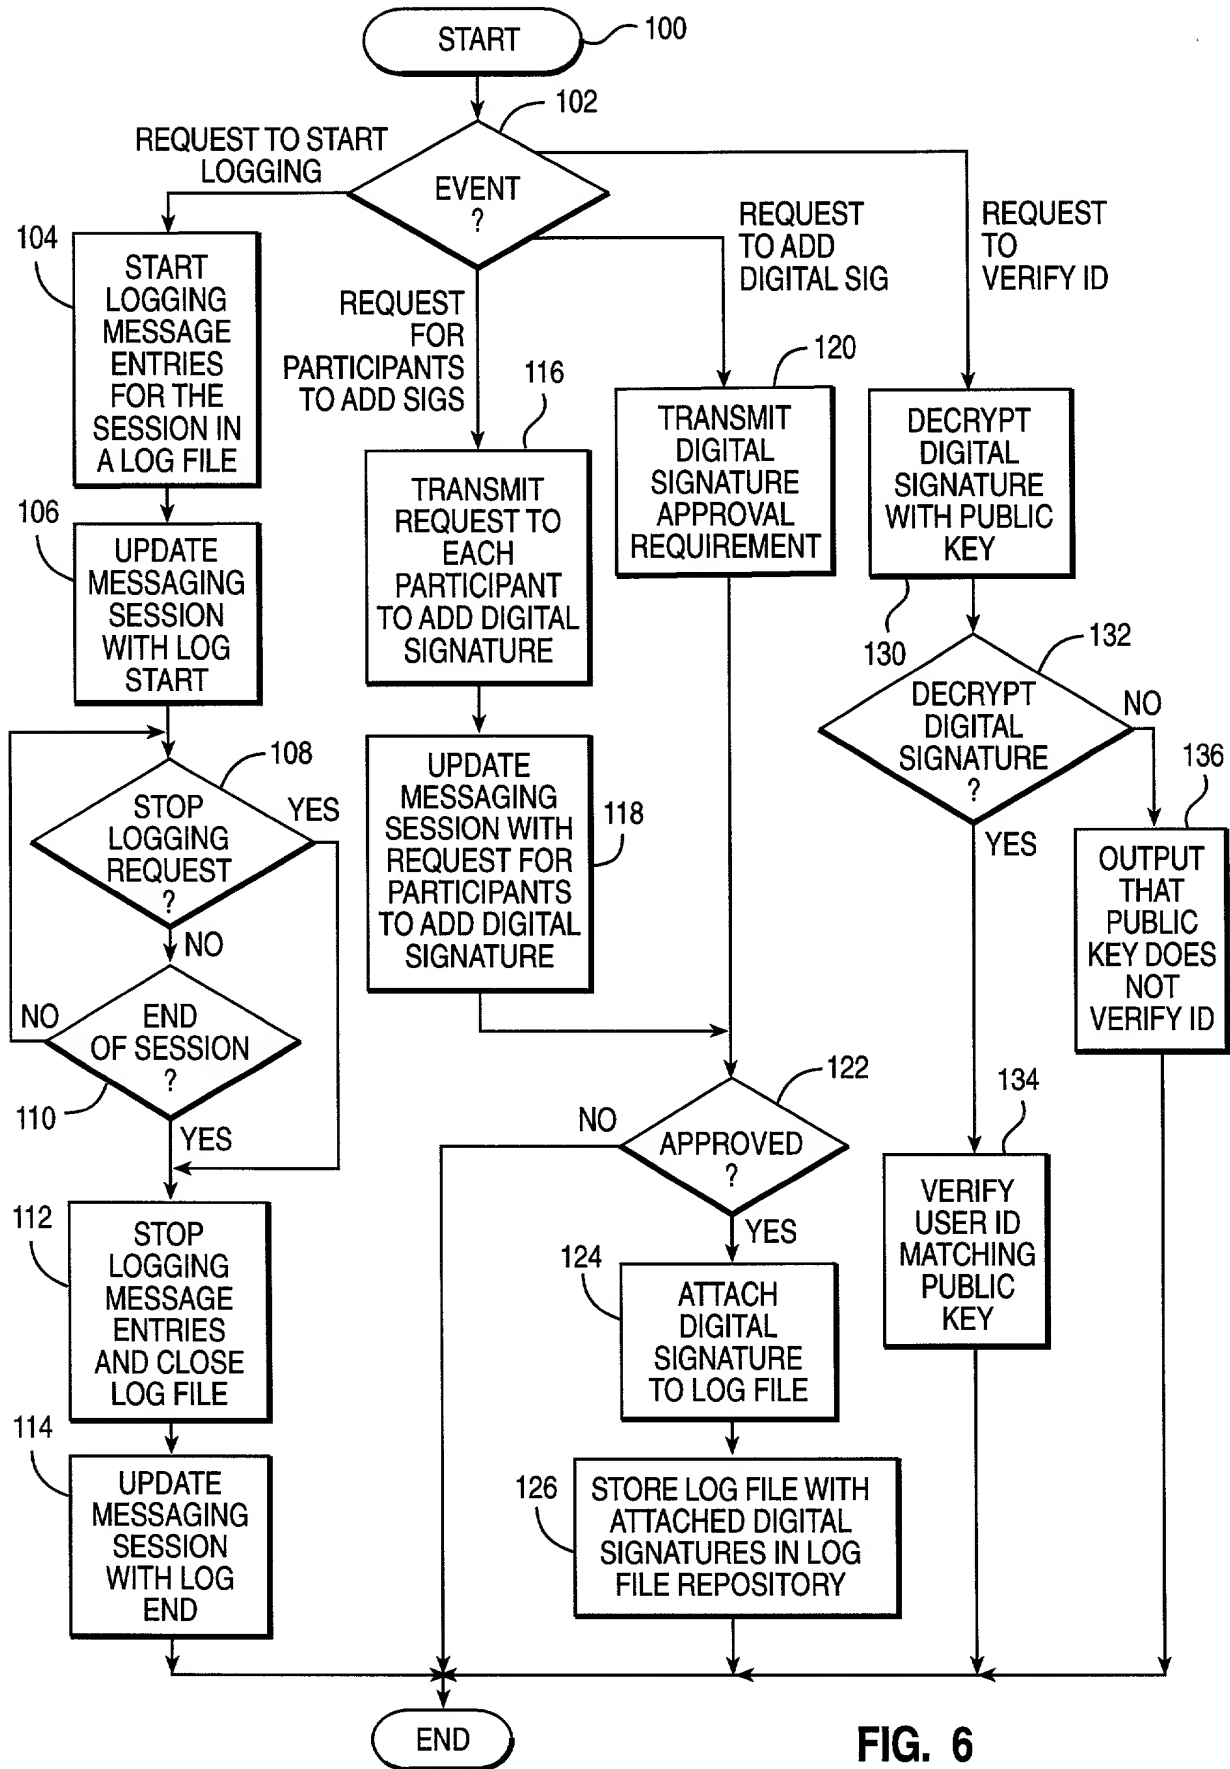 START
100
102
REQUEST TO START
LOGGING
EVENT
?
REQUEST
TO ADD
DIGITAL SIG
REQUEST
TO
VERIFY ID
REQUEST
FOR
PARTICIPANTS
TO ADD SIGS
104
START
LOGGING
MESSAGE
ENTRIES
FOR THE
SESSION IN
A LOG FILE
106
UPDATE
MESSAGING
SESSION
WITH LOG
START
108
STOP
LOGGING
REQUEST
?
YES
NO
END
OF SESSION
?
NO
110
YES
112
STOP
LOGGING
MESSAGE
ENTRIES
AND CLOSE
LOG FILE
114
UPDATE
MESSAGING
SESSION
WITH LOG
END
116
TRANSMIT
REQUEST TO
EACH
PARTICIPANT
TO ADD DIGITAL
SIGNATURE
118
UPDATE
MESSAGING
SESSION WITH
REQUEST FOR
PARTICIPANTS
TO ADD DIGITAL
SIGNATURE
120
TRANSMIT
DIGITAL
SIGNATURE
APPROVAL
REQUIREMENT
122
APPROVED
?
NO
YES
124
ATTACH
DIGITAL
SIGNATURE
TO LOG FILE
126
STORE LOG FILE WITH
ATTACHED DIGITAL
SIGNATURES IN LOG
FILE REPOSITORY
DECRYPT
DIGITAL
SIGNATURE
WITH PUBLIC
KEY
130
132
DECRYPT
DIGITAL
SIGNATURE
?
NO
YES
134
VERIFY
USER ID
MATCHING
PUBLIC
KEY
136
OUTPUT
THAT
PUBLIC
KEY DOES
NOT
VERIFY ID
END
FIG. 6